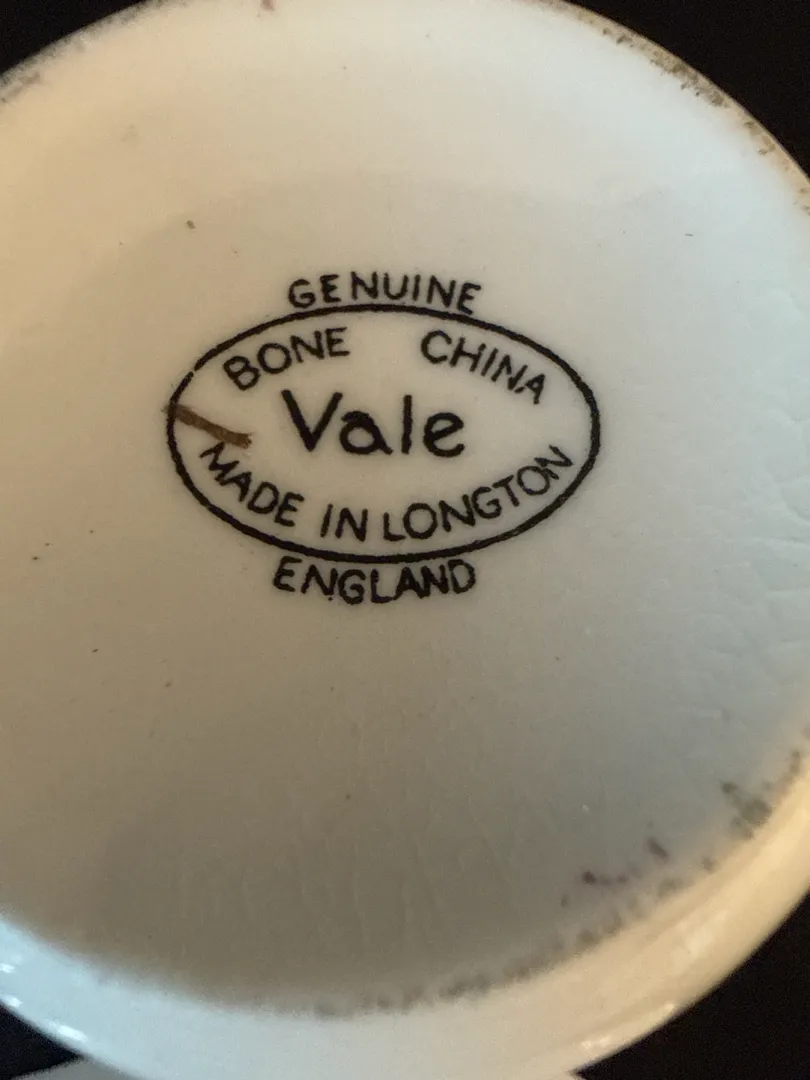 GENUINE
BONE CHINA
Vale
MADE IN LONGTON
ENGLAND